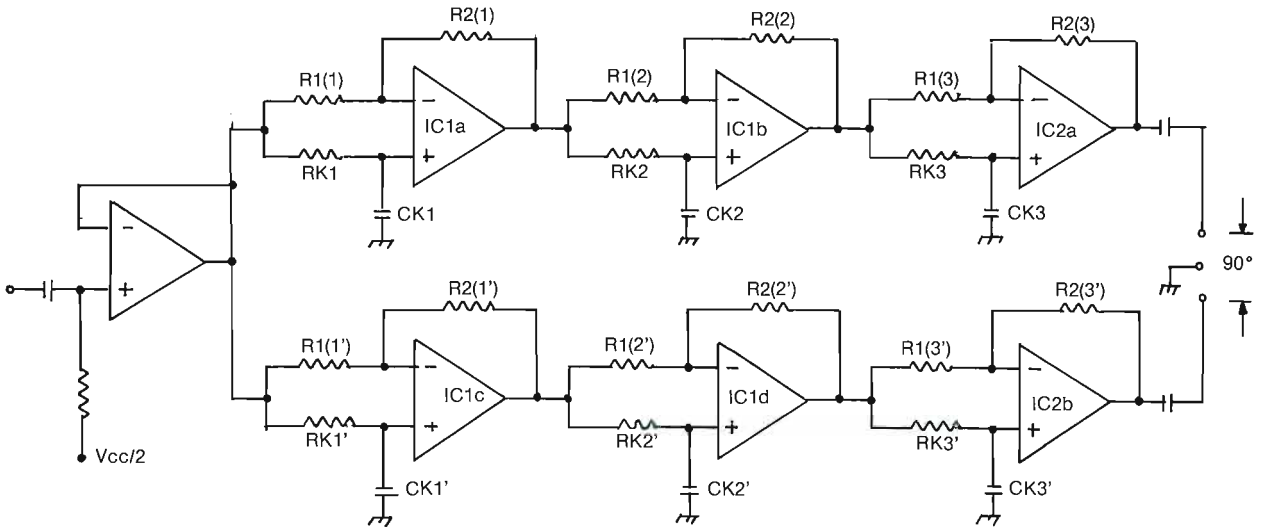 R2(1)
R2(2)
R2(3)
R1(1)
R1(2)
R1(3)
−
IC1a
+
−
IC1b
+
−
IC2a
+
RK1
RK2
RK3
CK1
CK2
CK3
−
+
90°
R2(1')
R2(2')
R2(3')
R1(1')
R1(2')
R1(3')
−
IC1c
+
−
IC1d
+
−
IC2b
+
RK1'
RK2'
RK3'
Vcc/2
CK1'
CK2'
CK3'